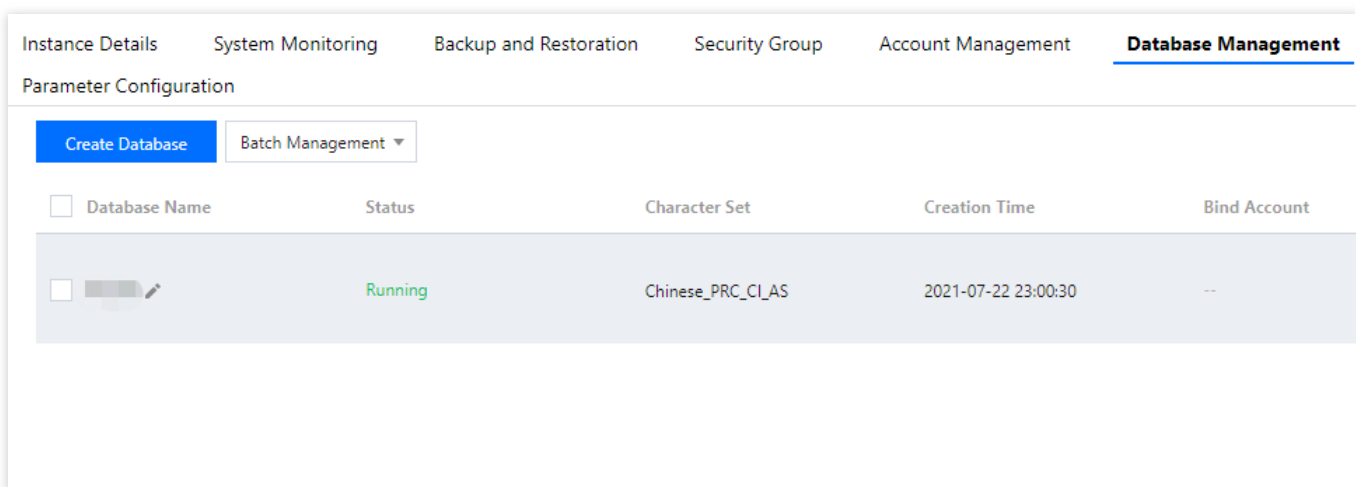 Instance Details System Monitoring Backup and Restoration Security Group Account Management Database Management
Parameter Configuration
Create Database Batch Management
Database Name Status Character Set Creation Time Bind Account
Running Chinese_PRC_CI_AS 2021-07-22 23:00:30 --